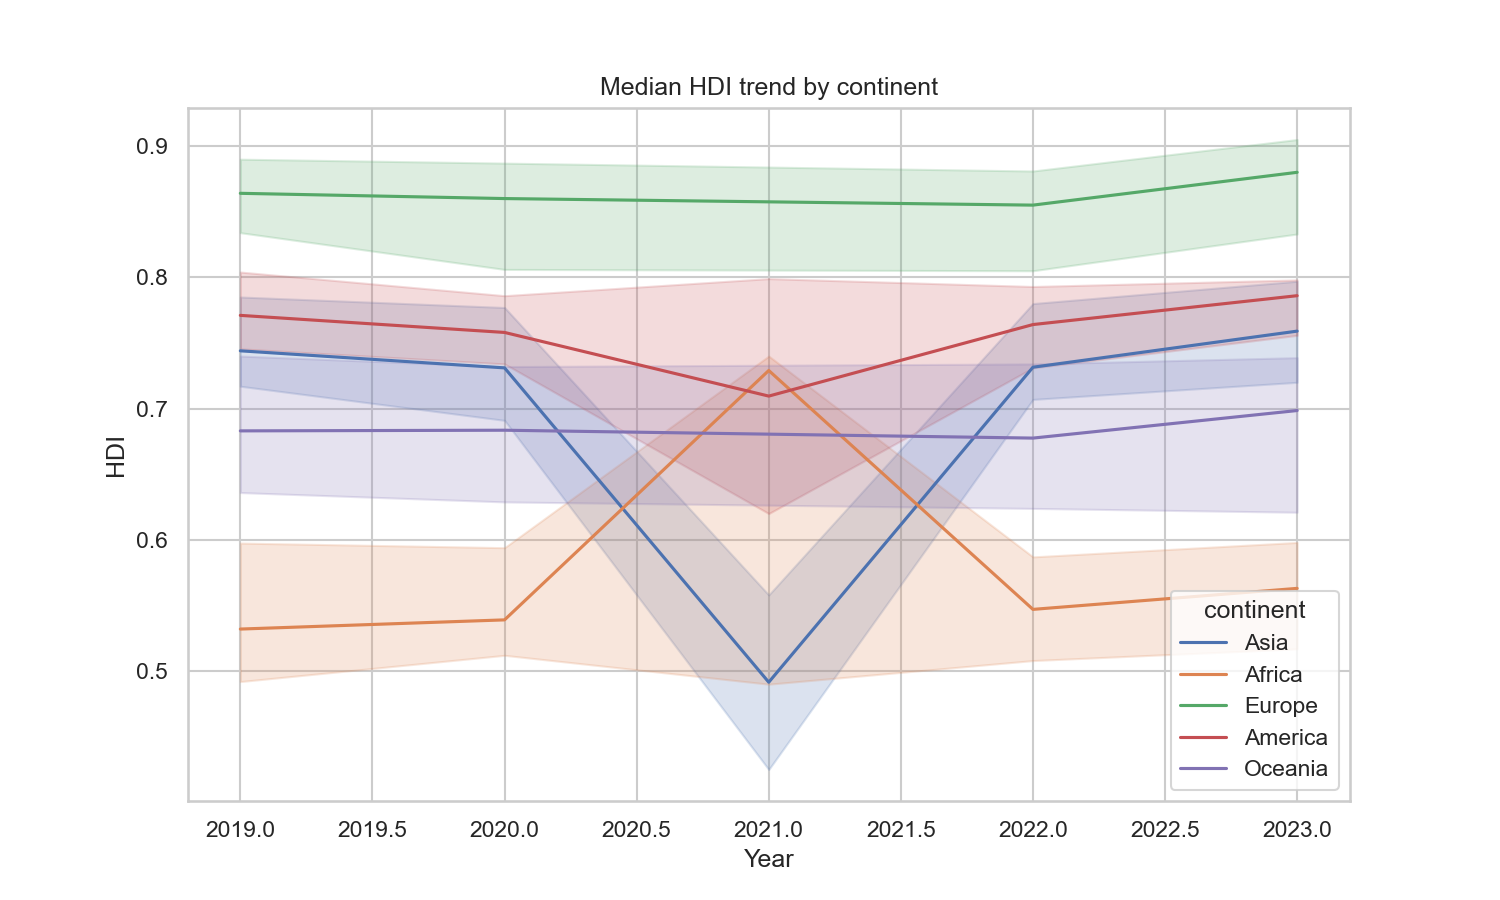 Median HDI trend by continent
HDI
0.9
0.8
0.7
0.6
0.5
continent
Asia
Africa
Europe
America
Oceania
2019.0 2019.5 2020.0 2020.5 2021.0 2021.5 2022.0 2022.5 2023.0
Year